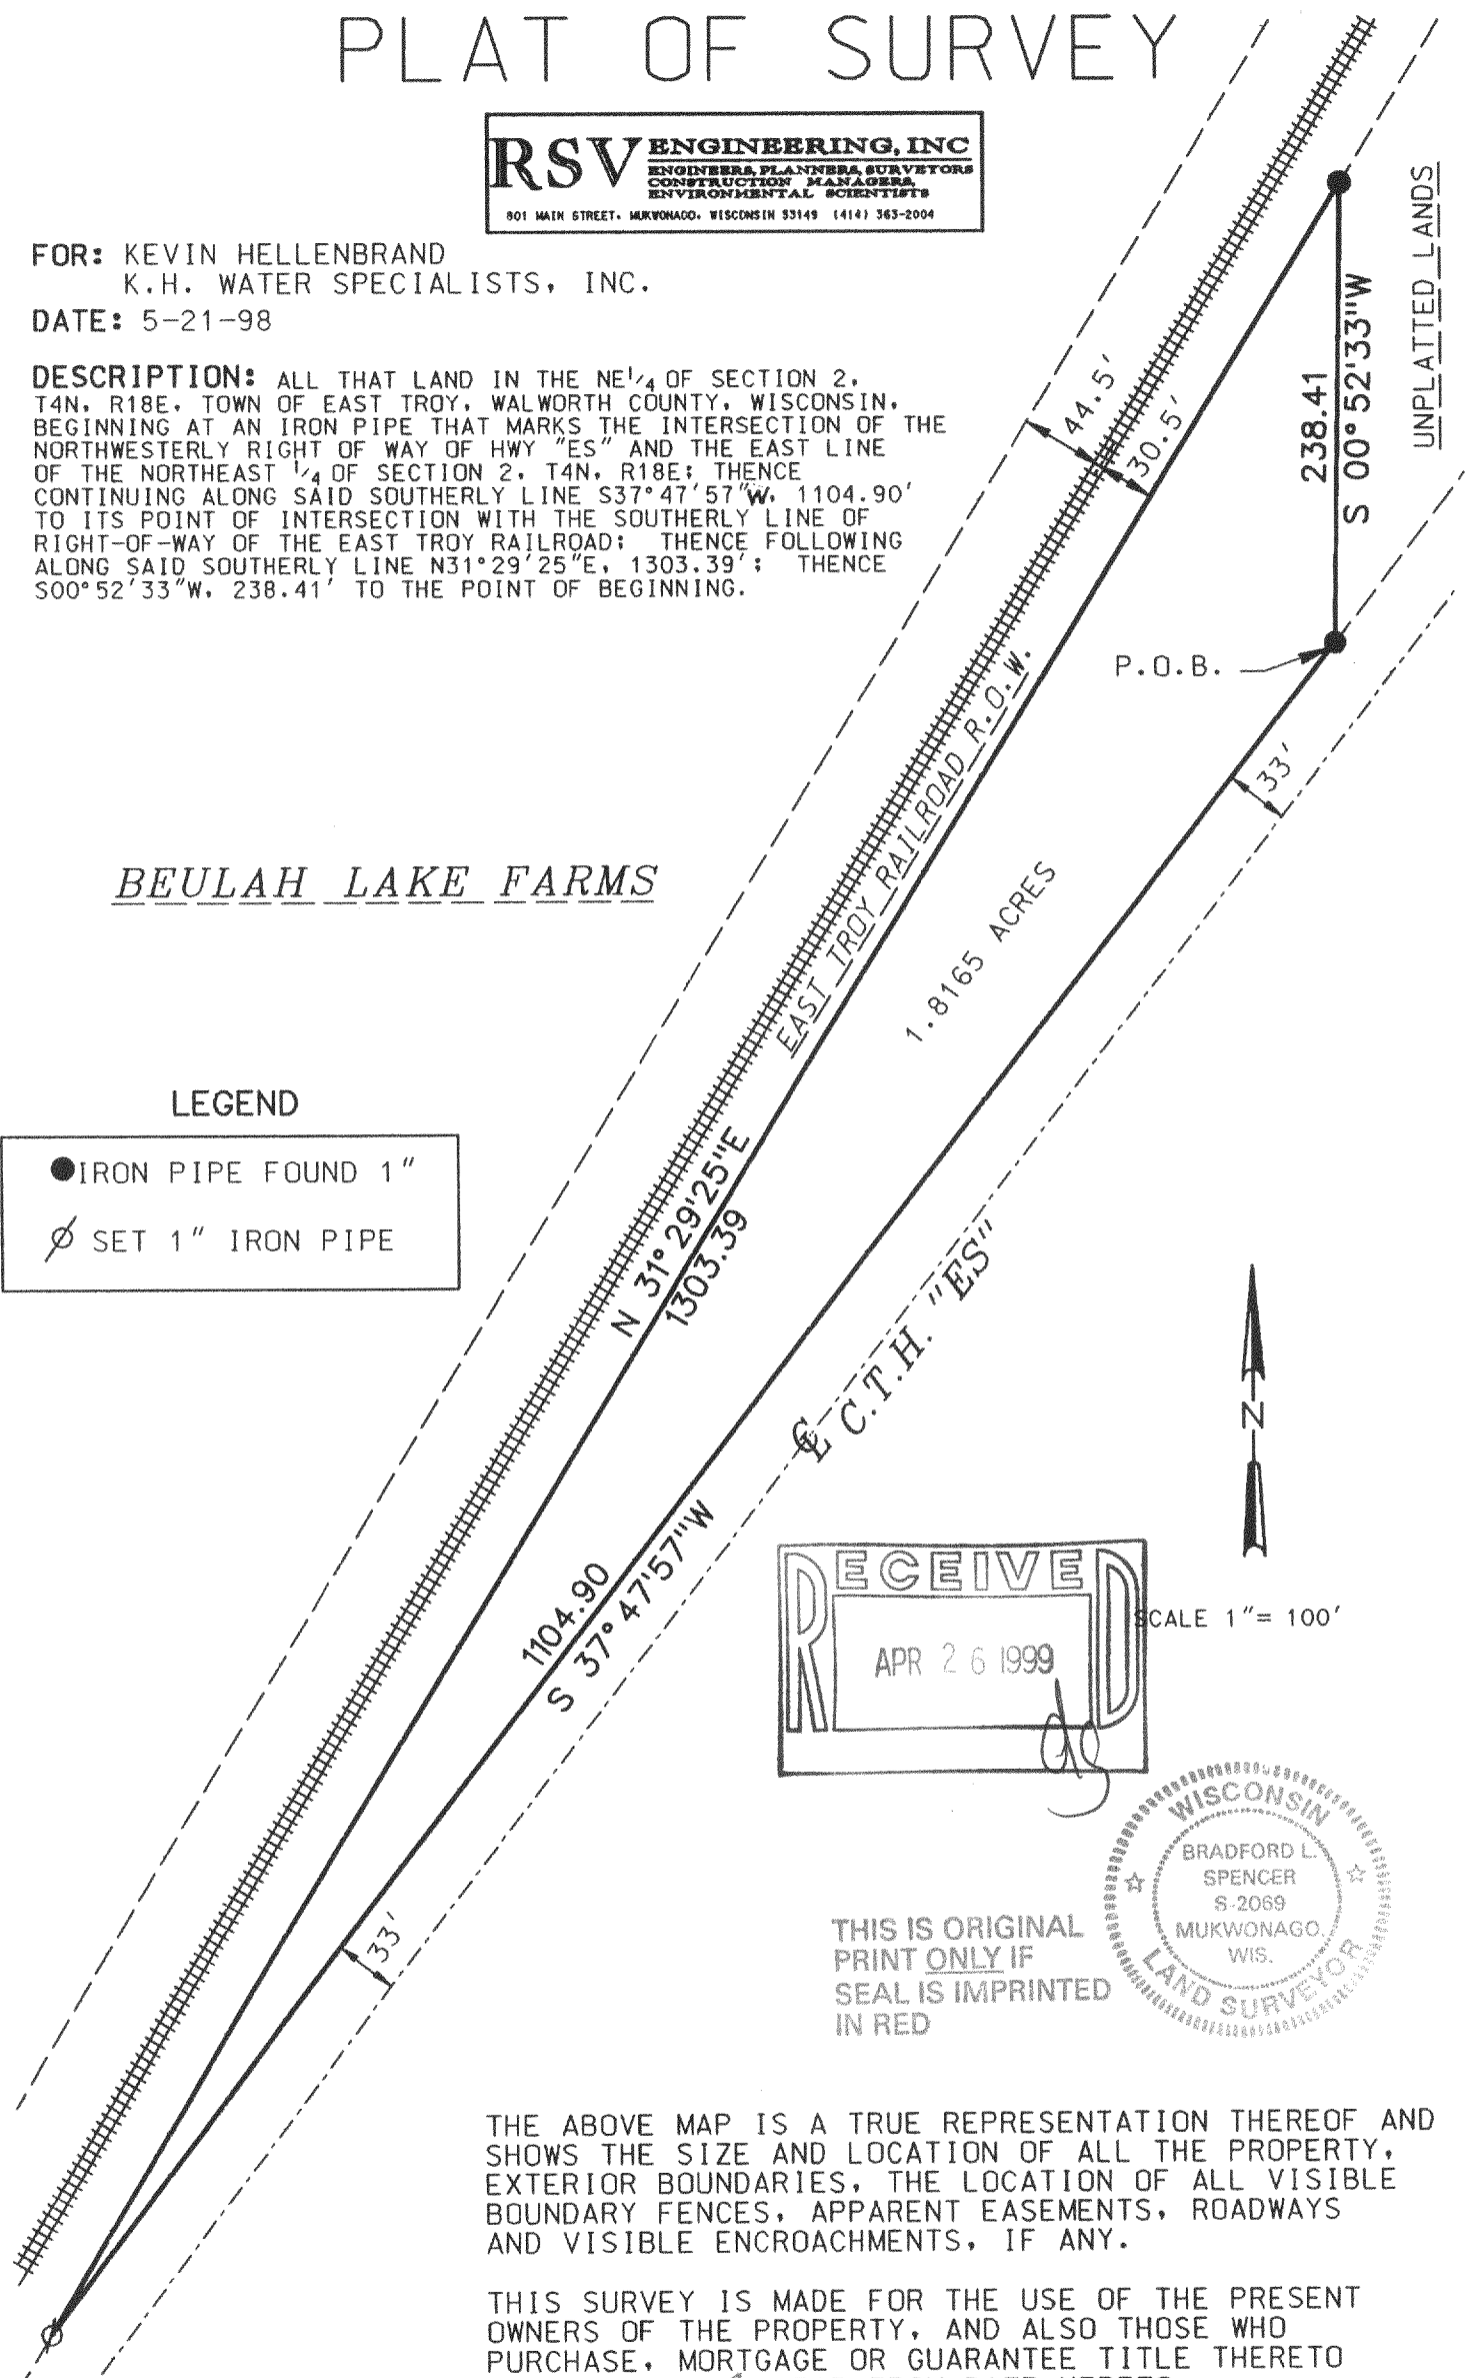 PLAT OF SURVEY
RSV ENGINEERING, INC
ENGINEERS, PLANNERS, SURVEYORS
CONSTRUCTION MANAGERS,
ENVIRONMENTAL SCIENTISTS
801 MAIN STREET, MUKWONAGO, WISCONSIN 53149 (414) 363-2004
FOR: KEVIN HELLENBRAND
K.H. WATER SPECIALISTS, INC.
DATE: 5-21-98
DESCRIPTION: ALL THAT LAND IN THE NE 1/4 OF SECTION 2,
T4N, R18E, TOWN OF EAST TROY, WALWORTH COUNTY, WISCONSIN,
BEGINNING AT AN IRON PIPE THAT MARKS THE INTERSECTION OF THE
NORTHWESTERLY RIGHT OF WAY OF HWY "ES" AND THE EAST LINE
OF THE NORTHEAST 1/4 OF SECTION 2, T4N, R18E; THENCE
CONTINUING ALONG SAID SOUTHERLY LINE S37°47'57"W, 1104.90'
TO ITS POINT OF INTERSECTION WITH THE SOUTHERLY LINE OF
RIGHT-OF-WAY OF THE EAST TROY RAILROAD; THENCE FOLLOWING
ALONG SAID SOUTHERLY LINE N31°29'25"E, 1303.39'; THENCE
S00°52'33"W, 238.41' TO THE POINT OF BEGINNING.
44.5'
30.5'
238.41
S 00°52'33"W
UNPLATTED LANDS
P.O.B.
33'
EAST TROY RAILROAD R.O.W.
BEULAH LAKE FARMS
1.8165 ACRES
LEGEND
IRON PIPE FOUND 1"
SET 1" IRON PIPE
N 31°29'25"E
1303.39
℄ C.T.H. "ES"
N
1104.90
S 37°47'57"W
SCALE 1"= 100'
RECEIVED
APR 26 1999
33'
WISCONSIN
BRADFORD L.
SPENCER
S-2069
MUKWONAGO,
WIS.
LAND SURVEYOR
THIS IS ORIGINAL
PRINT ONLY IF
SEAL IS IMPRINTED
IN RED
THE ABOVE MAP IS A TRUE REPRESENTATION THEREOF AND
SHOWS THE SIZE AND LOCATION OF ALL THE PROPERTY,
EXTERIOR BOUNDARIES, THE LOCATION OF ALL VISIBLE
BOUNDARY FENCES, APPARENT EASEMENTS, ROADWAYS
AND VISIBLE ENCROACHMENTS, IF ANY.
THIS SURVEY IS MADE FOR THE USE OF THE PRESENT
OWNERS OF THE PROPERTY, AND ALSO THOSE WHO
PURCHASE, MORTGAGE OR GUARANTEE TITLE THERETO